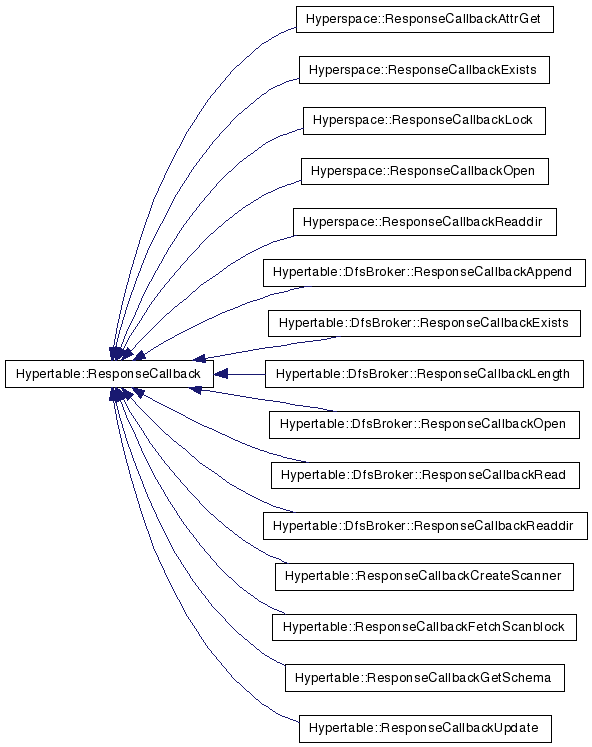 Hyperspace::ResponseCallbackAttrGet
Hyperspace::ResponseCallbackExists
Hyperspace::ResponseCallbackLock
Hyperspace::ResponseCallbackOpen
Hyperspace::ResponseCallbackReaddir
Hypertable::DfsBroker::ResponseCallbackAppend
Hypertable::DfsBroker::ResponseCallbackExists
Hypertable::ResponseCallback
Hypertable::DfsBroker::ResponseCallbackLength
Hypertable::DfsBroker::ResponseCallbackOpen
Hypertable::DfsBroker::ResponseCallbackRead
Hypertable::DfsBroker::ResponseCallbackReaddir
Hypertable::ResponseCallbackCreateScanner
Hypertable::ResponseCallbackFetchScanblock
Hypertable::ResponseCallbackGetSchema
Hypertable::ResponseCallbackUpdate